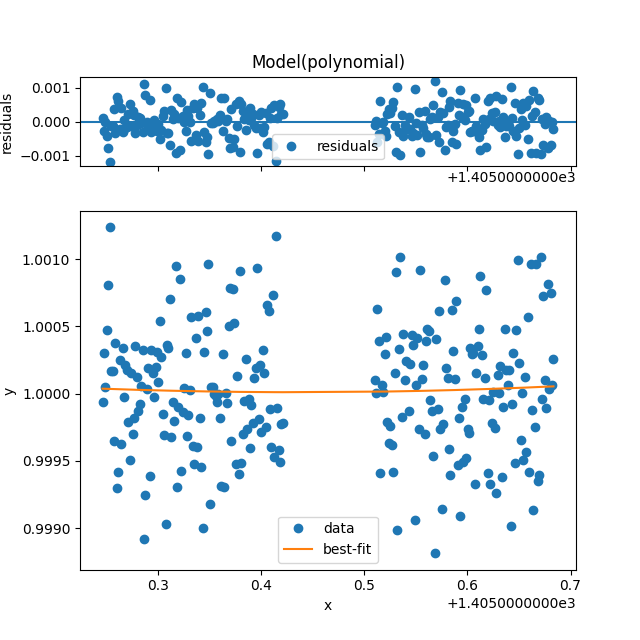 Model(polynomial)
0.001
0.000
−0.001
residuals
residuals
+1.4050000000e3
1.0010
1.0005
1.0000
0.9995
0.9990
y
data
best-fit
0.3 0.4 0.5 0.6 0.7
x
+1.4050000000e3